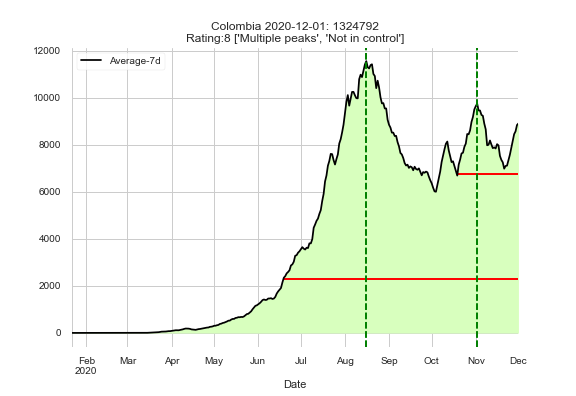 Colombia 2020-12-01: 1324792
Rating:8 ['Multiple peaks', 'Not in control']
12000
Average-7d
10000
8000
6000
4000
2000
0
Feb Mar Apr May Jun Jul Aug Sep Oct Nov Dec
2020
Date